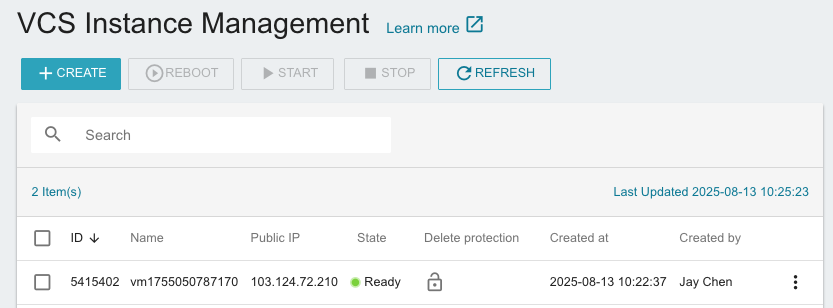 VCS Instance Management Learn more
CREATE REBOOT START STOP REFRESH
Search
2 Item(s) Last Updated 2025-08-13 10:25:23
ID Name Public IP State Delete protection Created at Created by
5415402 vm1755050787170 103.124.72.210 Ready 2025-08-13 10:22:37 Jay Chen